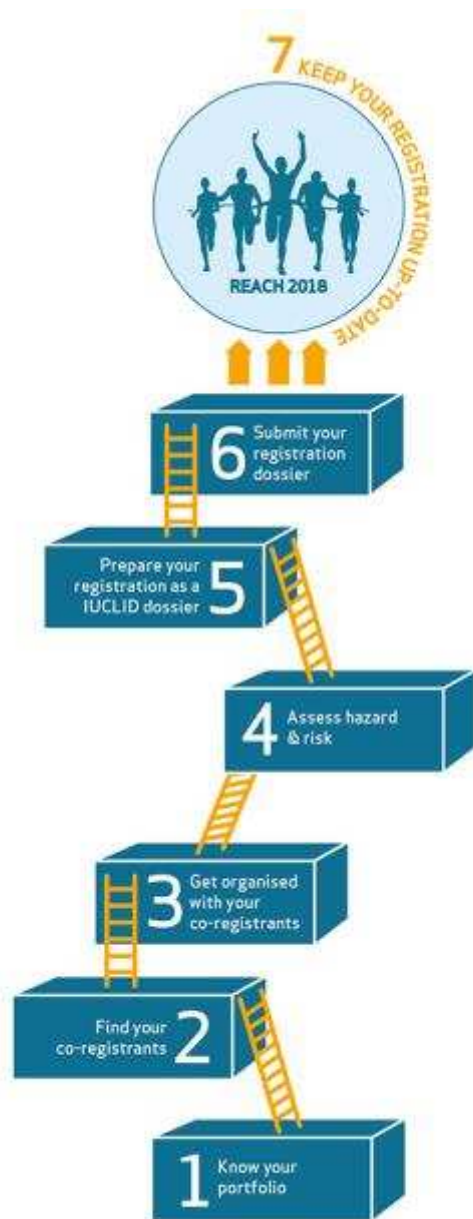 7 KEEP YOUR REGISTRATION UP-TO-DATE
REACH 2018
6
Submit your
registration
dossier
Prepare your
registration as a
IUCLID dossier
5
4
Assess hazard
& risk
3
Get organised
with your
co-registrants
Find your
co-registrants
2
1
Know your
portfolio